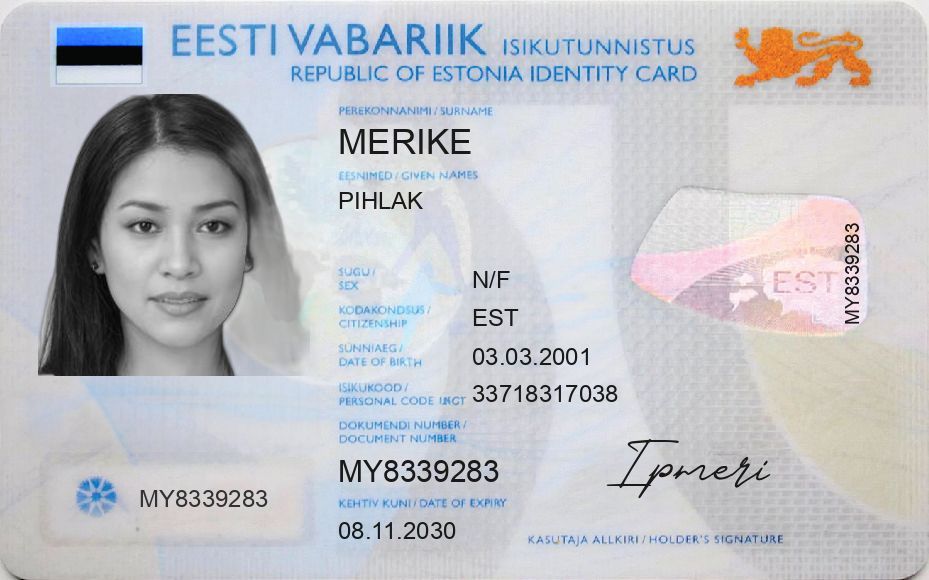 EESTI VABARIIK ISIKUTUNNISTUS
REPUBLIC OF ESTONIA IDENTITY CARD
PEREKONNANIMI / SURNAME
MERIKE
EESNIMED / GIVEN NAMES
PIHLAK
SUGU / SEX
N/F
KODAKONDSUS / CITIZENSHIP
EST
SÜNNIAEG / DATE OF BIRTH
03.03.2001
ISIKUKOOD / PERSONAL CODE
33718317038
DOKUMENDI NUMBER / DOCUMENT NUMBER
MY8339283
KEHTIV KUNI / DATE OF EXPIRY
08.11.2030
MY8339283
EST
MY8339283
Ipmeri
KASUTAJA ALLKIRI / HOLDER'S SIGNATURE